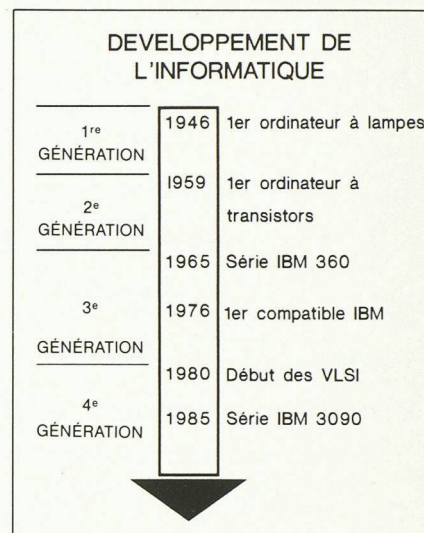 DEVELOPPEMENT DE
L'INFORMATIQUE
1re
GÉNÉRATION
1946 1er ordinateur à lampes
1959 1er ordinateur à
transistors
2e
GÉNÉRATION
1965 Série IBM 360
3e
GÉNÉRATION
1976 1er compatible IBM
1980 Début des VLSI
4e
GÉNÉRATION
1985 Série IBM 3090